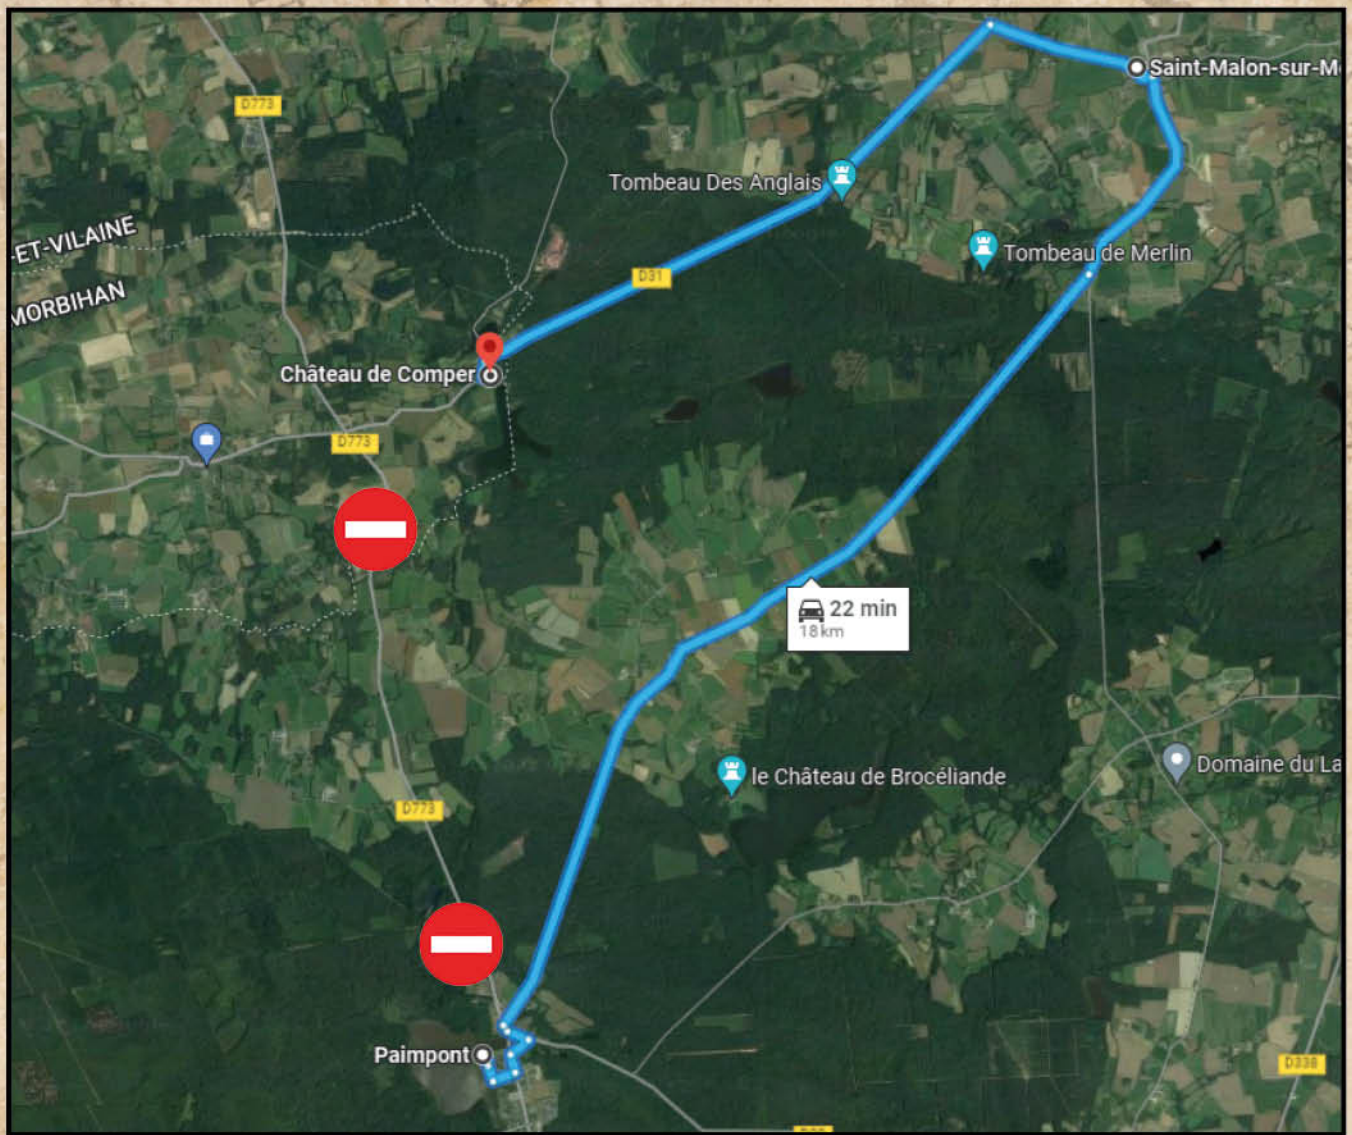 D773
Saint-Malon-sur-M
Tombeau Des Anglais
-ET-VILAINE
MORBIHAN
Tombeau de Merlin
D31
Château de Comper
D773
22 min
18 km
le Château de Brocéliande
Domaine du La
D773
Paimpont
D338